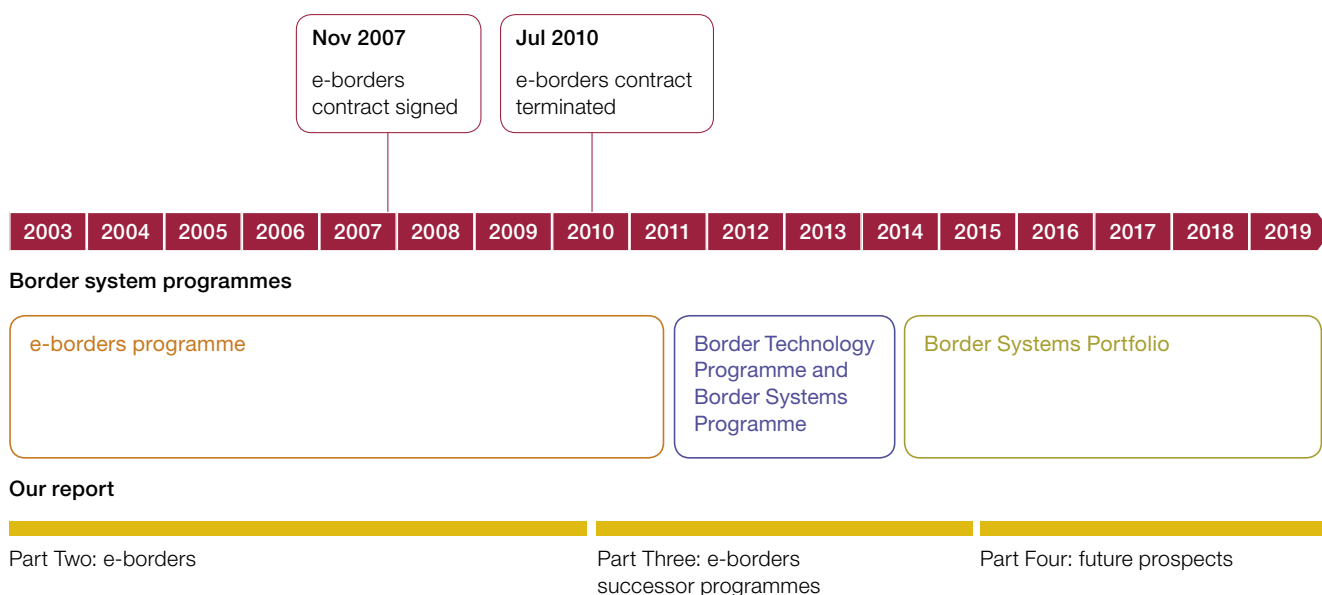 Nov 2007
e-borders
contract signed
Jul 2010
e-borders contract
terminated
2003 2004 2005 2006 2007 2008 2009 2010 2011 2012 2013 2014 2015 2016 2017 2018 2019
Border system programmes
e-borders programme
Border Technology
Programme and
Border Systems
Programme
Border Systems Portfolio
Our report
Part Two: e-borders
Part Three: e-borders
successor programmes
Part Four: future prospects